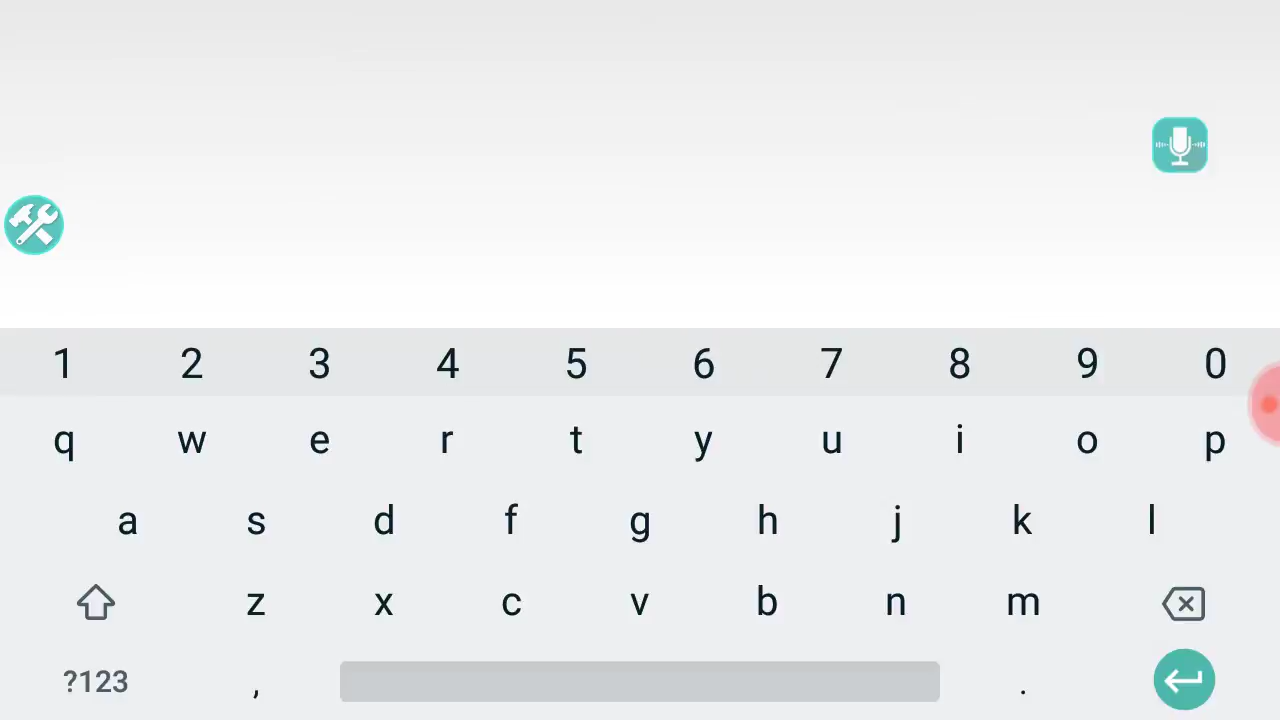 1 2 3 4 5 6 7 8 9 0
q w e r t y u i o p
a s d f g h j k l
z x c v b n m
?123 , .